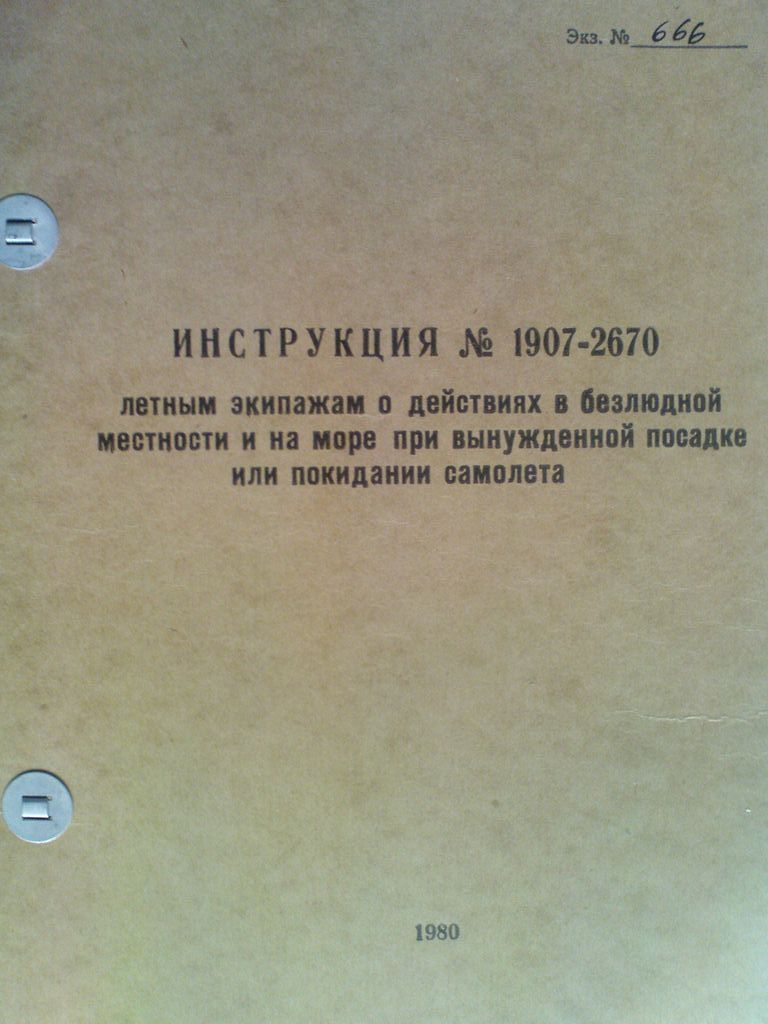 Экз. № 666
ИНСТРУКЦИЯ № 1907-2670
летным экипажам о действиях в безлюдной
местности и на море при вынужденной посадке
или покидании самолета
1980